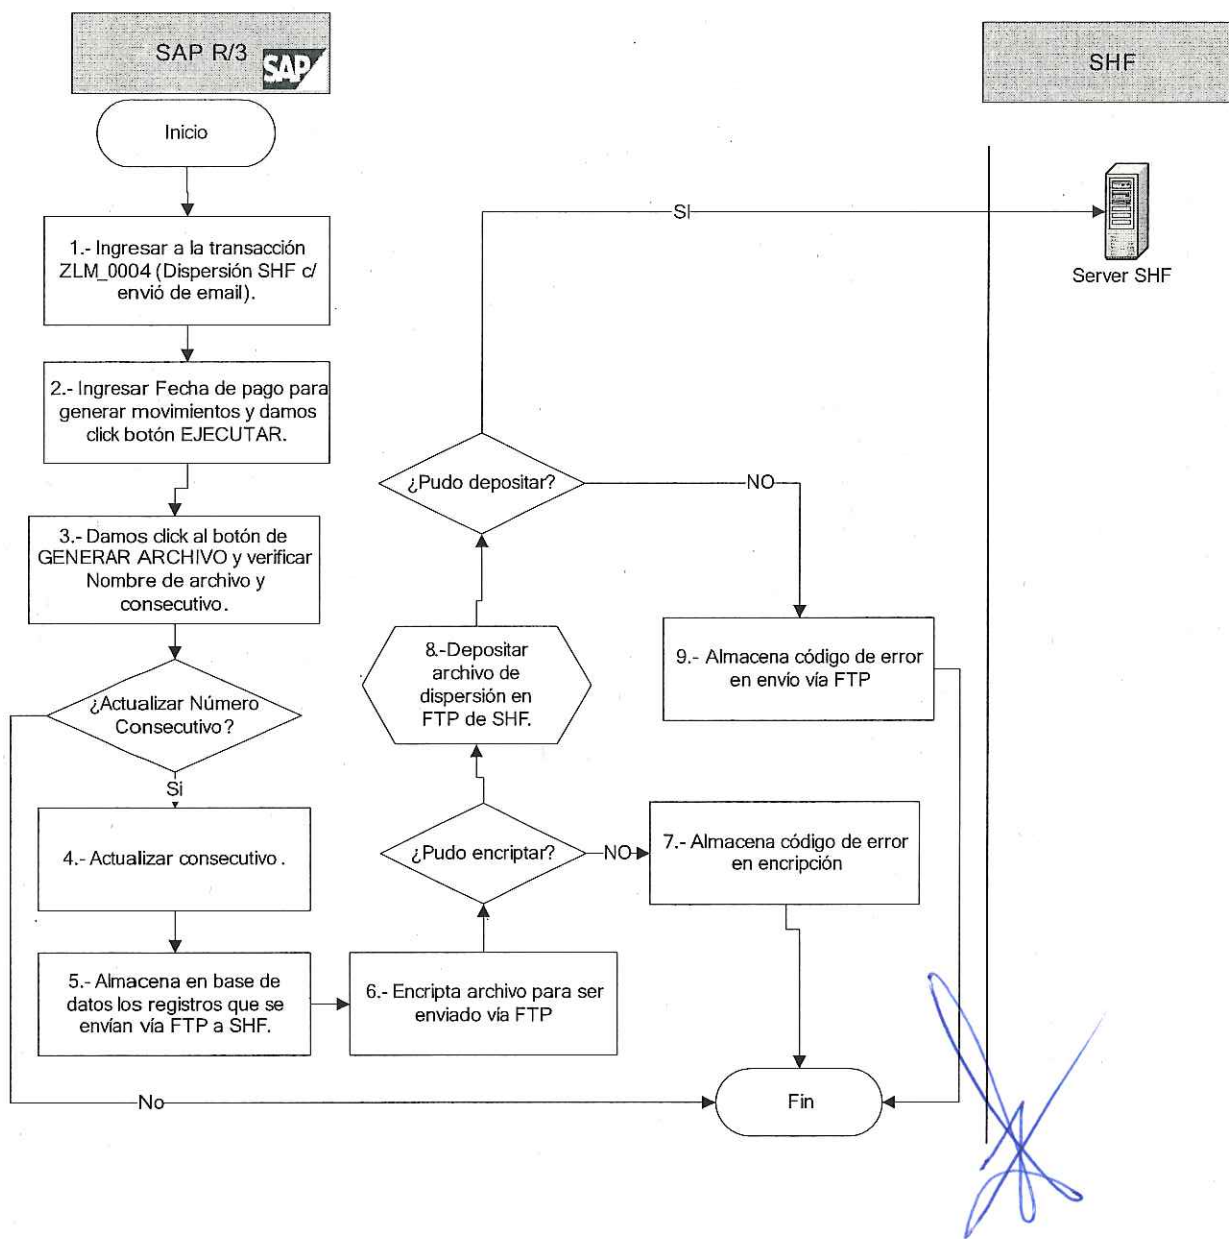 SAP R/3
SAP
SHF
Inicio
1.- Ingresar a la transacción
ZLM_0004 (Dispersión SHF c/
envió de email).
2.- Ingresar Fecha de pago para
generar movimientos y damos
click botón EJECUTAR.
3.- Damos click al botón de
GENERAR ARCHIVO y verificar
Nombre de archivo y
consecutivo.
¿Actualizar Número
Consecutivo?
Si
No
4.- Actualizar consecutivo.
5.- Almacena en base de
datos los registros que se
envían vía FTP a SHF.
6.- Encripta archivo para ser
enviado vía FTP
¿Pudo encriptar?
NO
7.- Almacena código de error
en encripción
8.-Depositar
archivo de
dispersión en
FTP de SHF.
¿Pudo depositar?
SI
NO
9.- Almacena código de error
en envío vía FTP
Server SHF
Fin